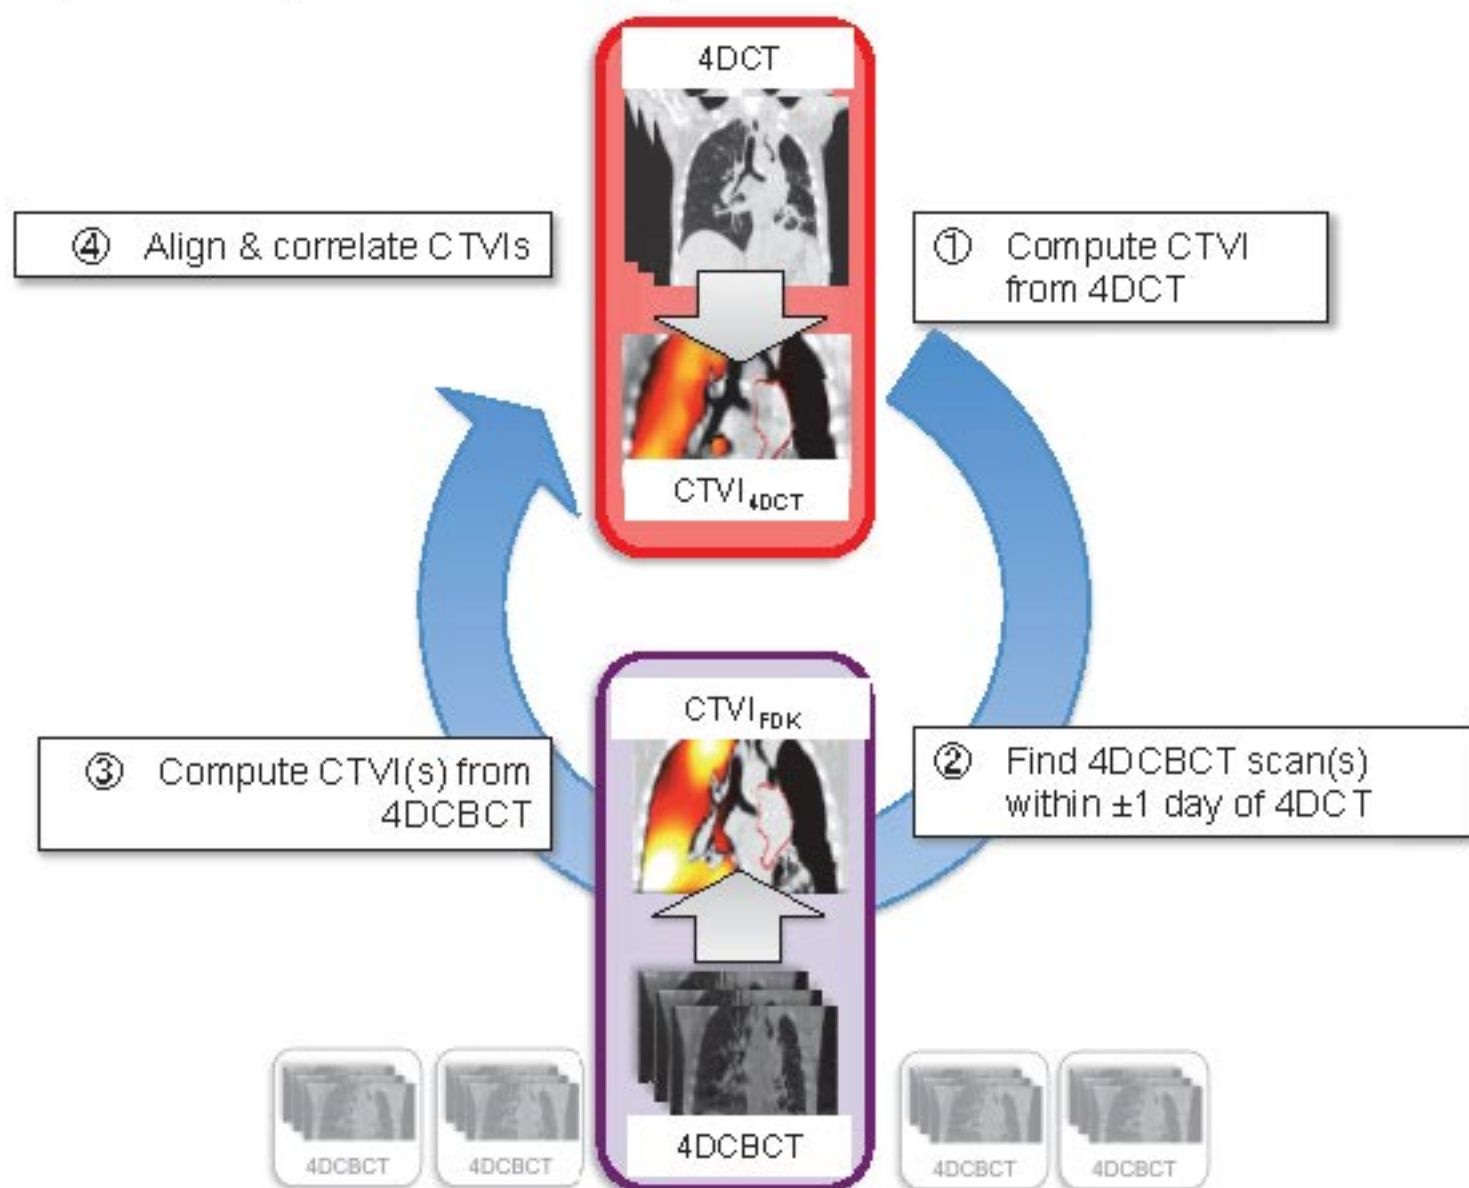 4DCT
④ Align & correlate CTVIs
① Compute CTVI
from 4DCT
CTVI4DCT
CTVIFDK
③ Compute CTVI(s) from
4DCBCT
② Find 4DCBCT scan(s)
within ±1 day of 4DCT
4DCBCT
4DCBCT
4DCBCT
4DCBCT
4DCBCT